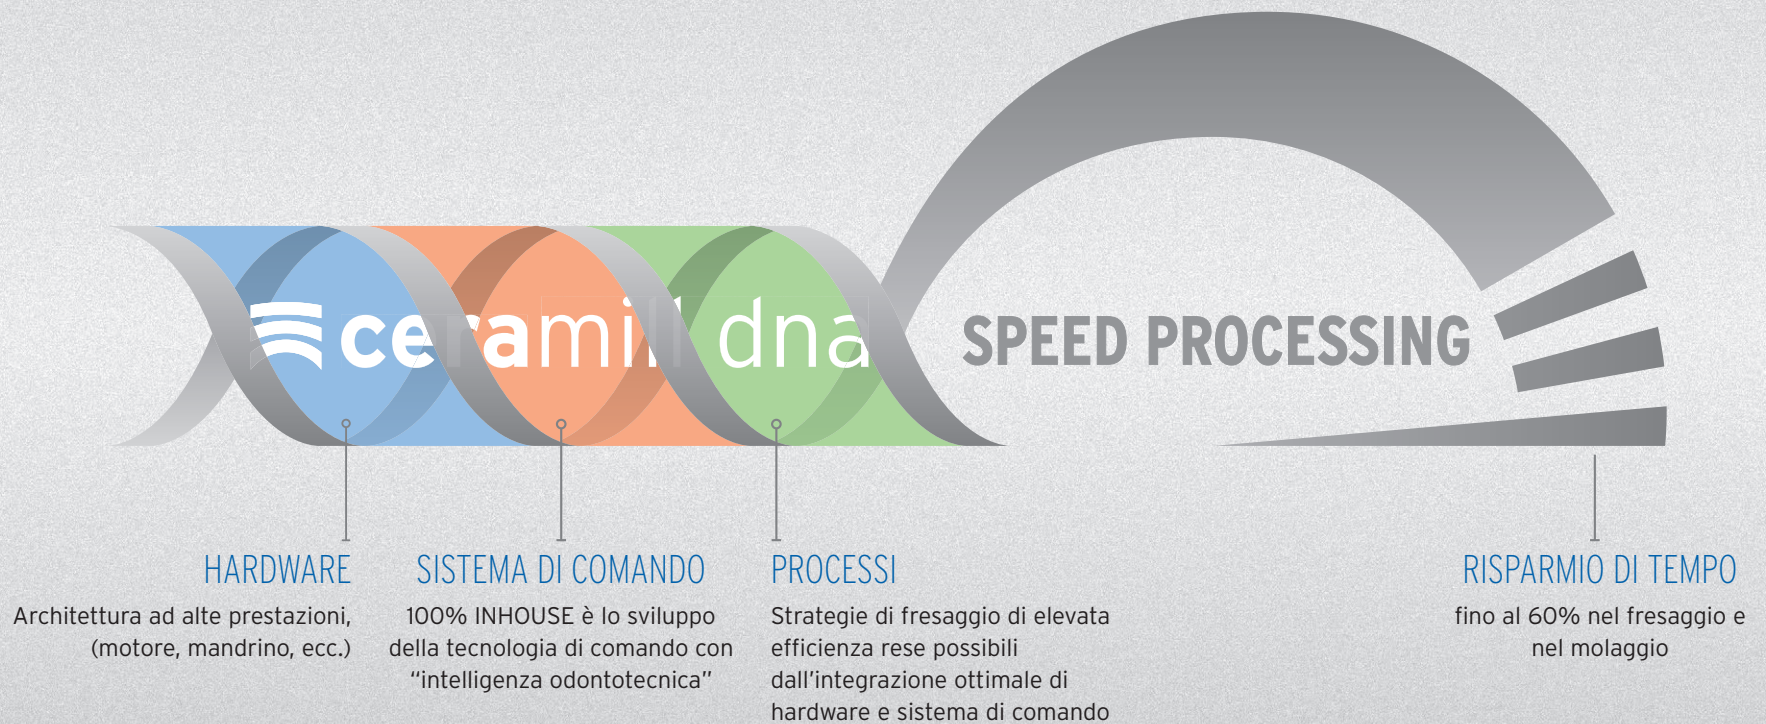 ceramill dna
SPEED PROCESSING
HARDWARE
Architettura ad alte prestazioni,
(motore, mandrino, ecc.)
SISTEMA DI COMANDO
100% INHOUSE è lo sviluppo
della tecnologia di comando con
“intelligenza odontotecnica”
PROCESSI
Strategie di fresaggio di elevata
efficienza rese possibili
dall’integrazione ottimale di
hardware e sistema di comando
RISPARMIO DI TEMPO
fino al 60% nel fresaggio e
nel molaggio